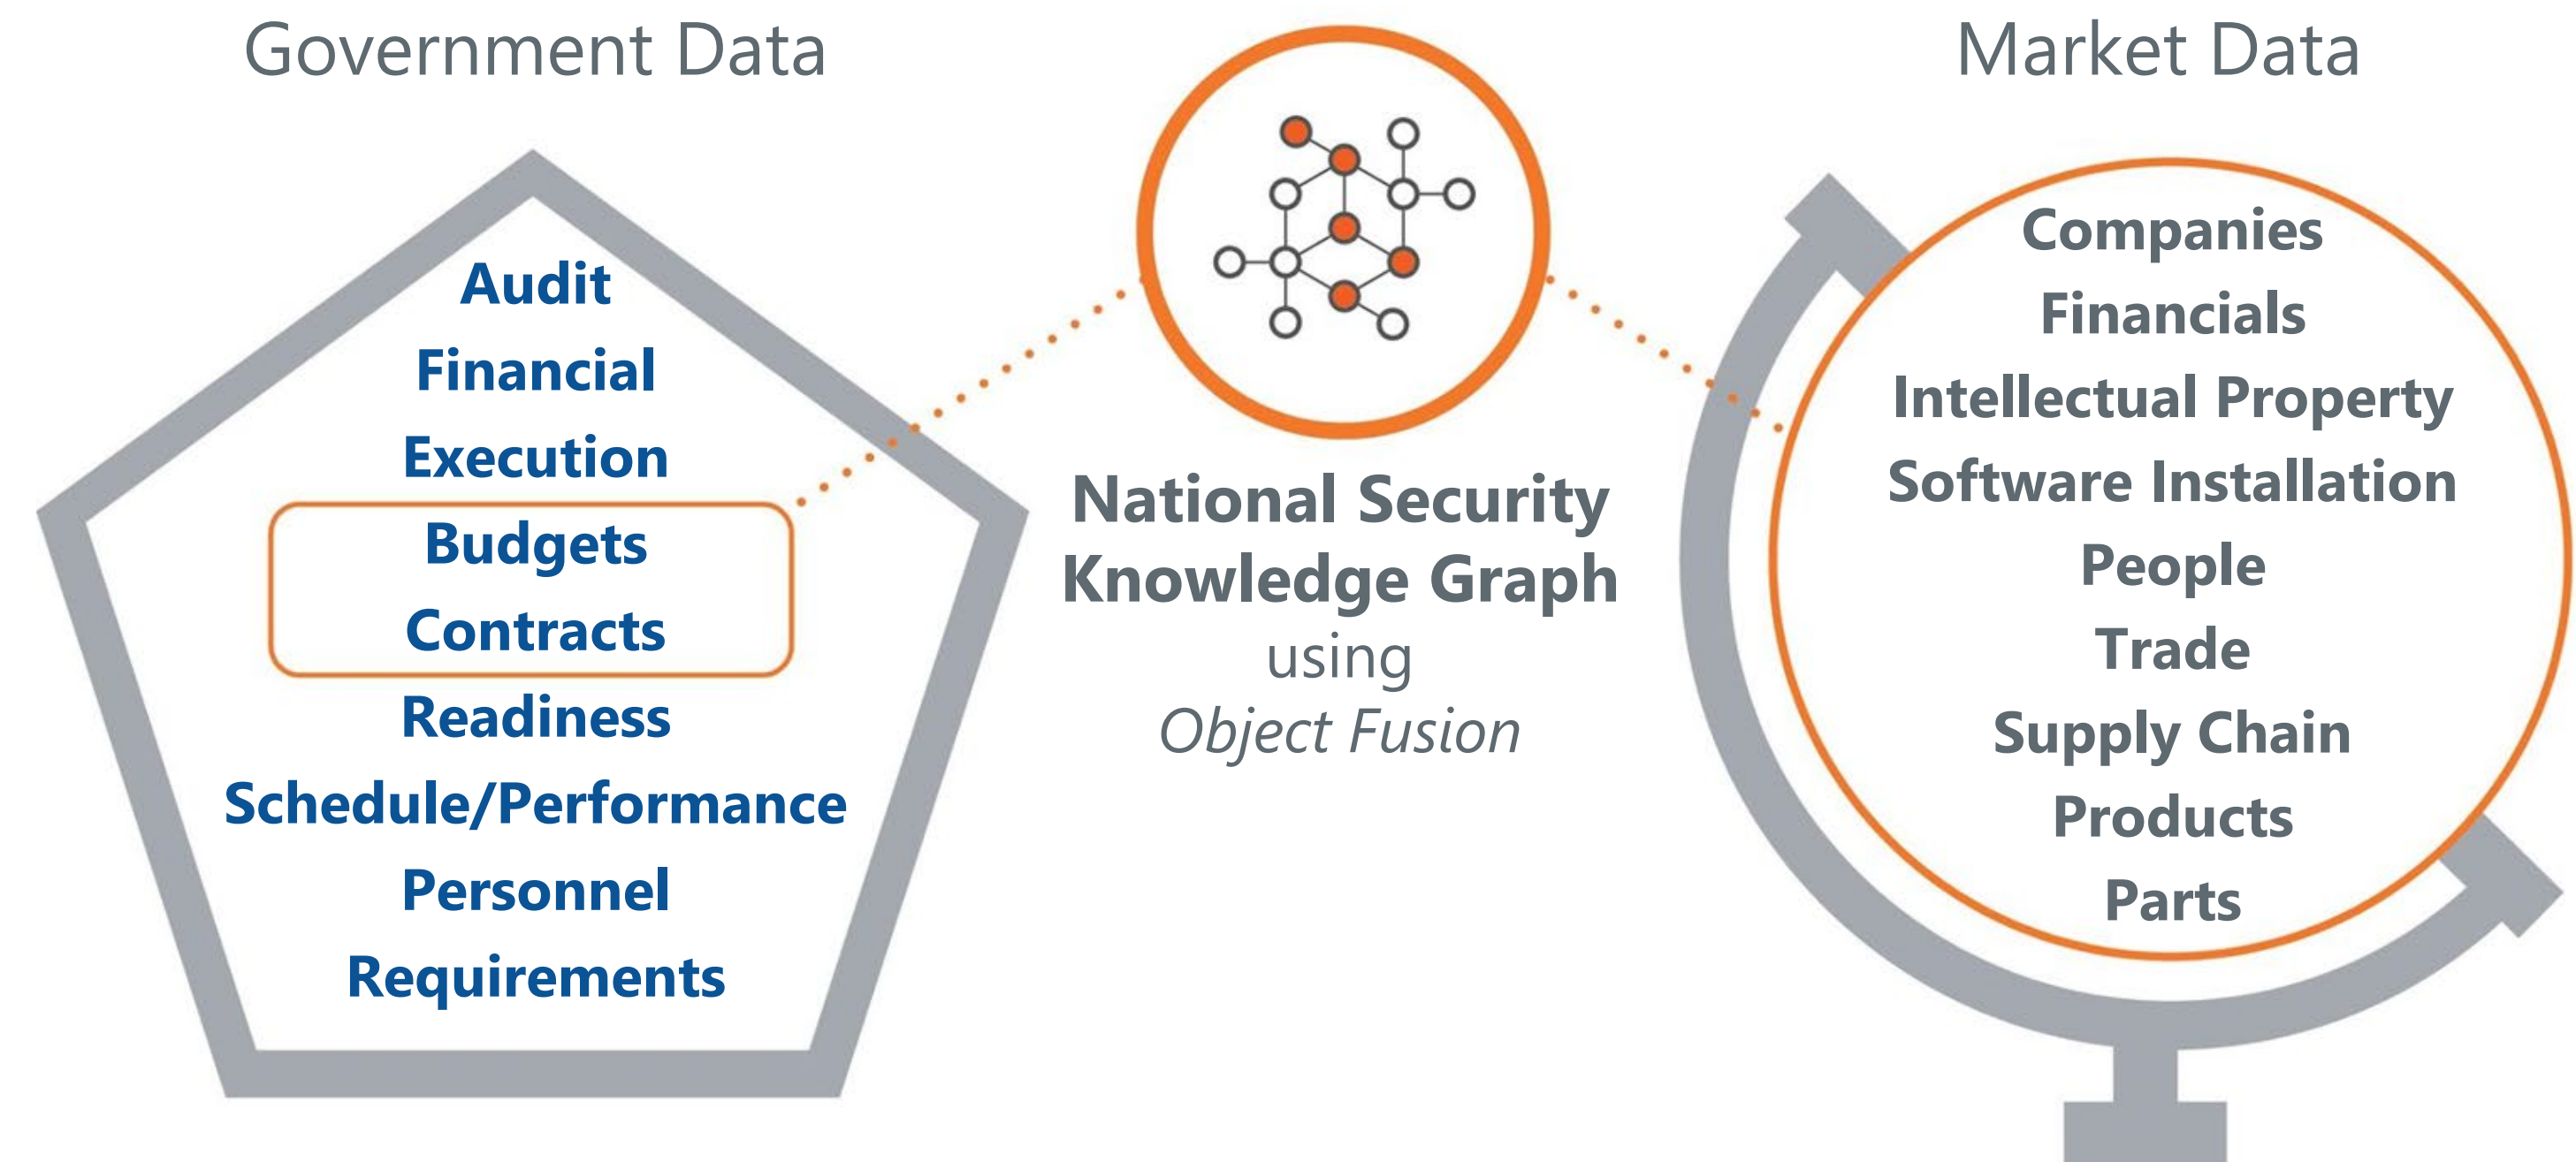 Government Data
Audit
Financial
Execution
Budgets
Contracts
Readiness
Schedule/Performance
Personnel
Requirements
National Security
Knowledge Graph
using
Object Fusion
Market Data
Companies
Financials
Intellectual Property
Software Installation
People
Trade
Supply Chain
Products
Parts